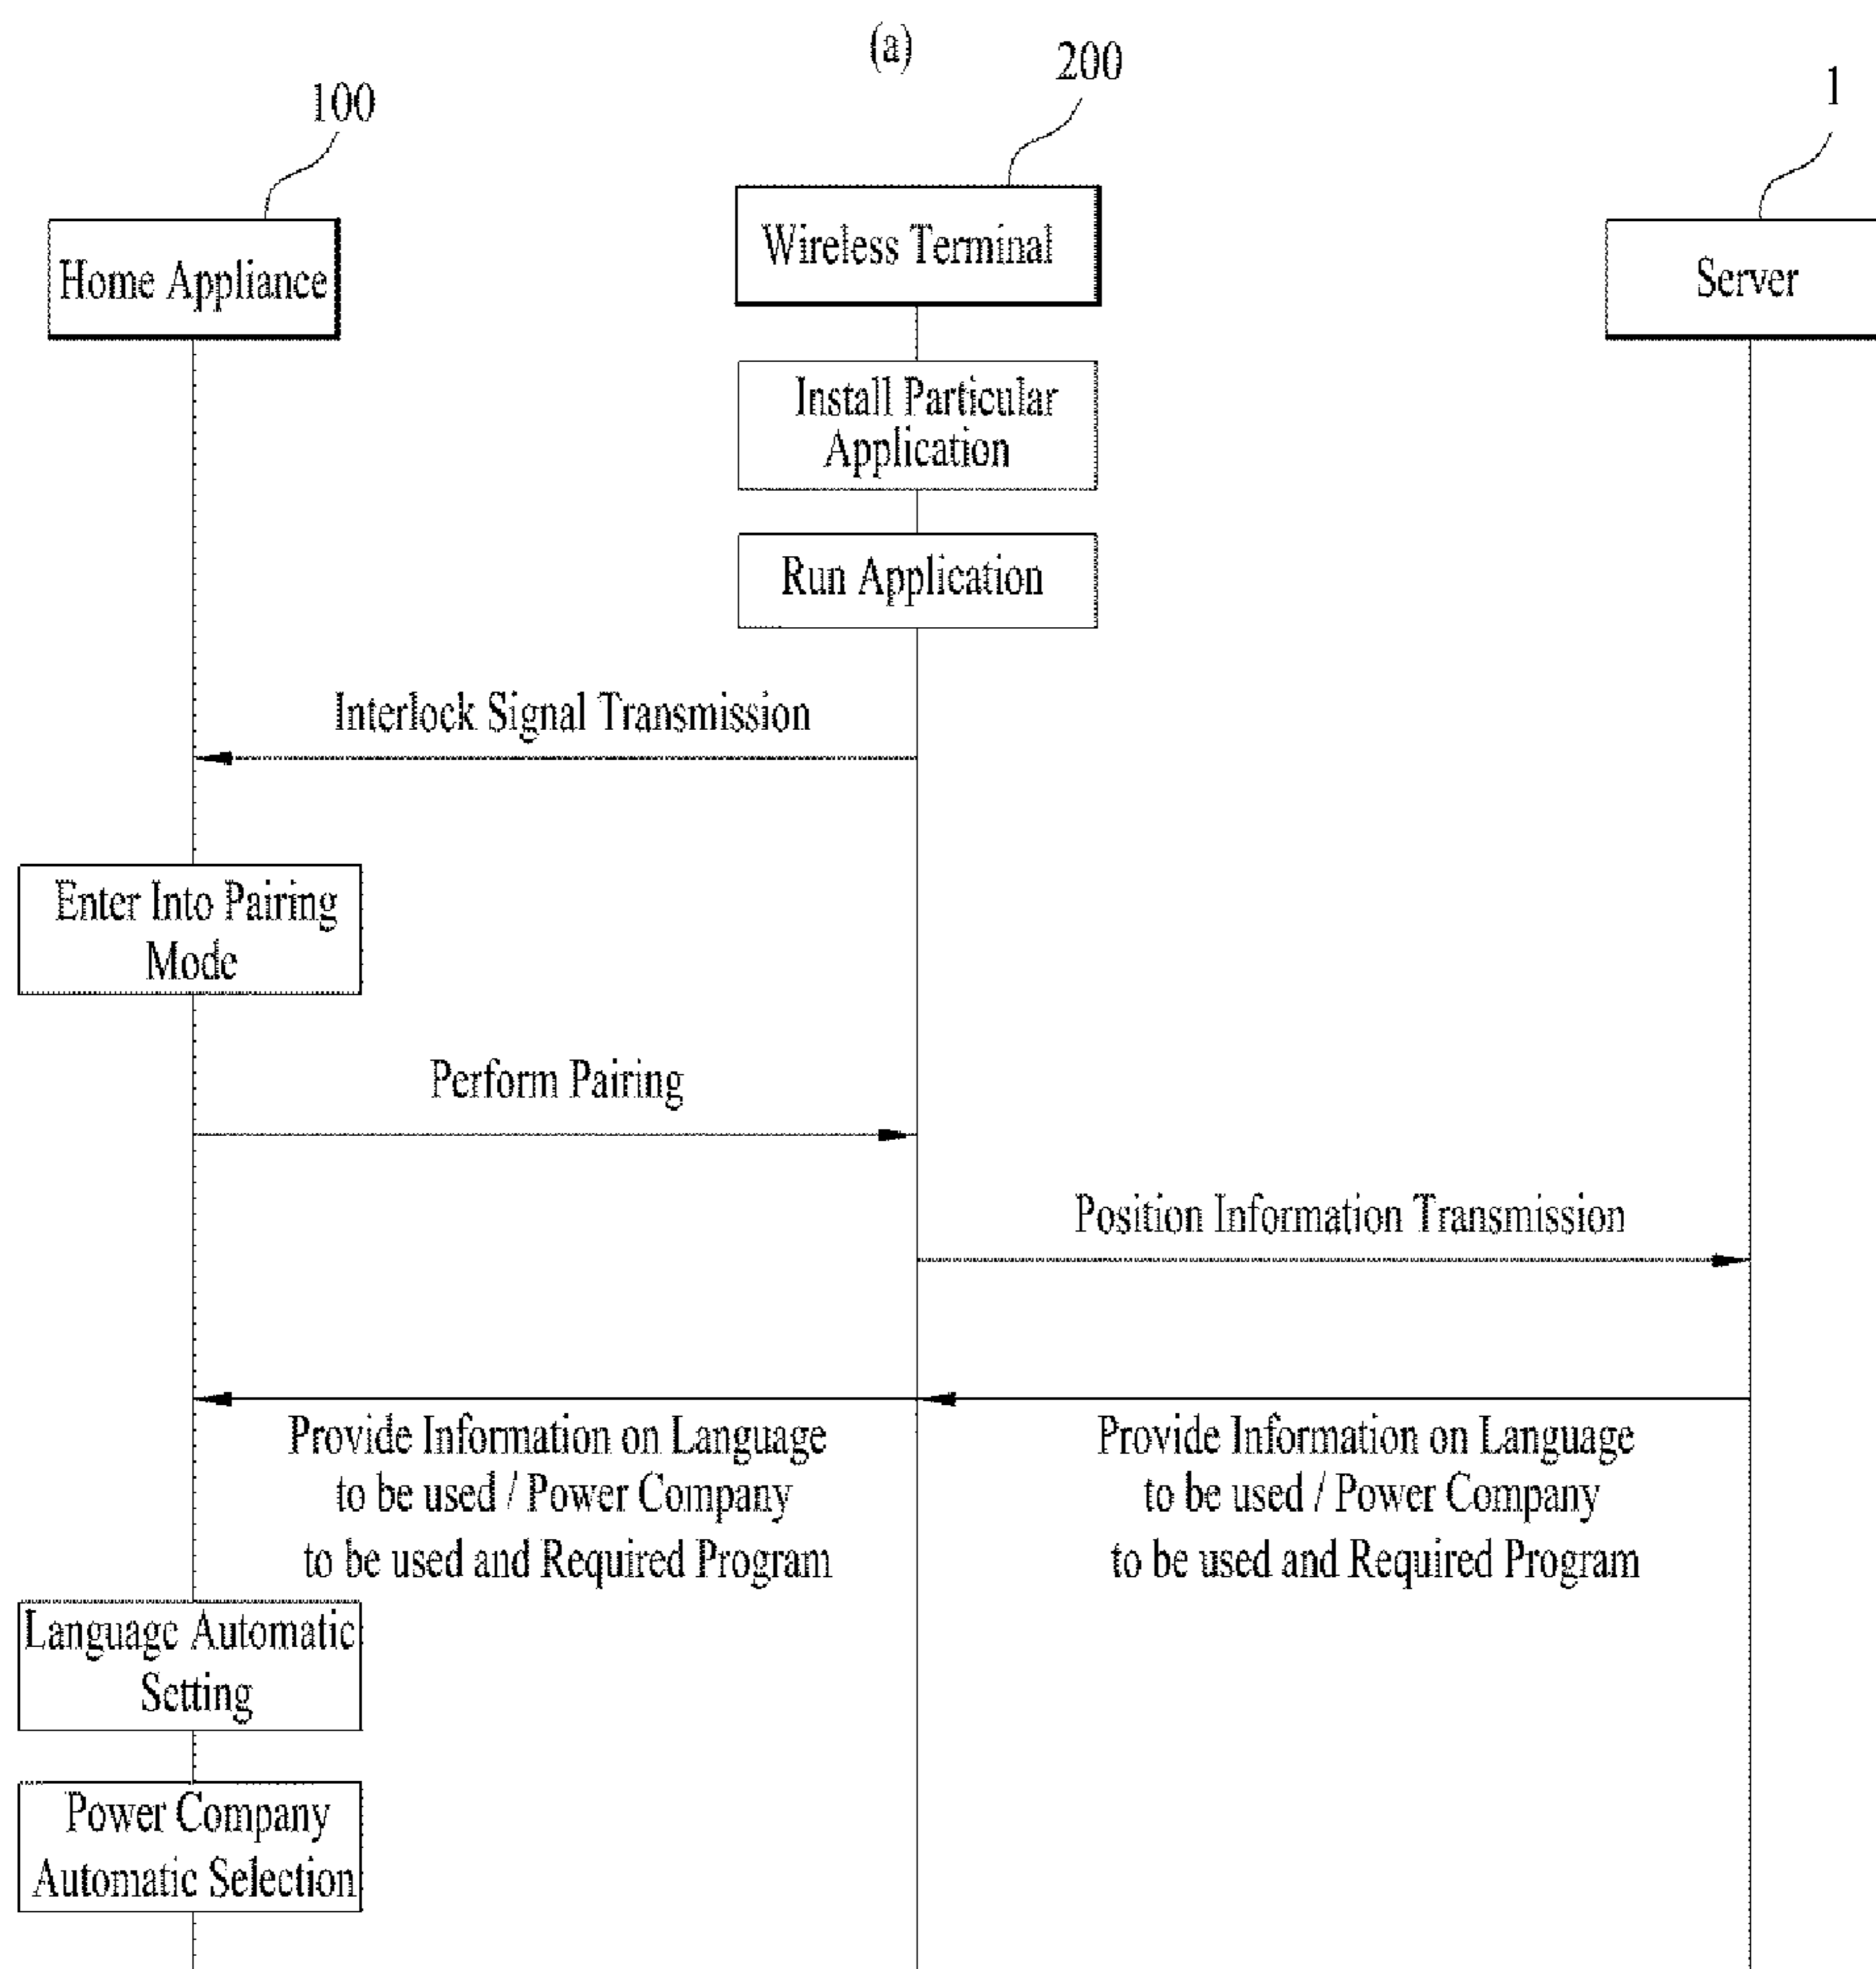 (a)
100
200
1
Home Appliance
Wireless Terminal
Server
Install Particular
Application
Run Application
Interlock Signal Transmission
Enter Into Pairing
Mode
Perform Pairing
Position Information Transmission
Provide Information on Language
to be used / Power Company
to be used and Required Program
Provide Information on Language
to be used / Power Company
to be used and Required Program
Language Automatic
Setting
Power Company
Automatic Selection